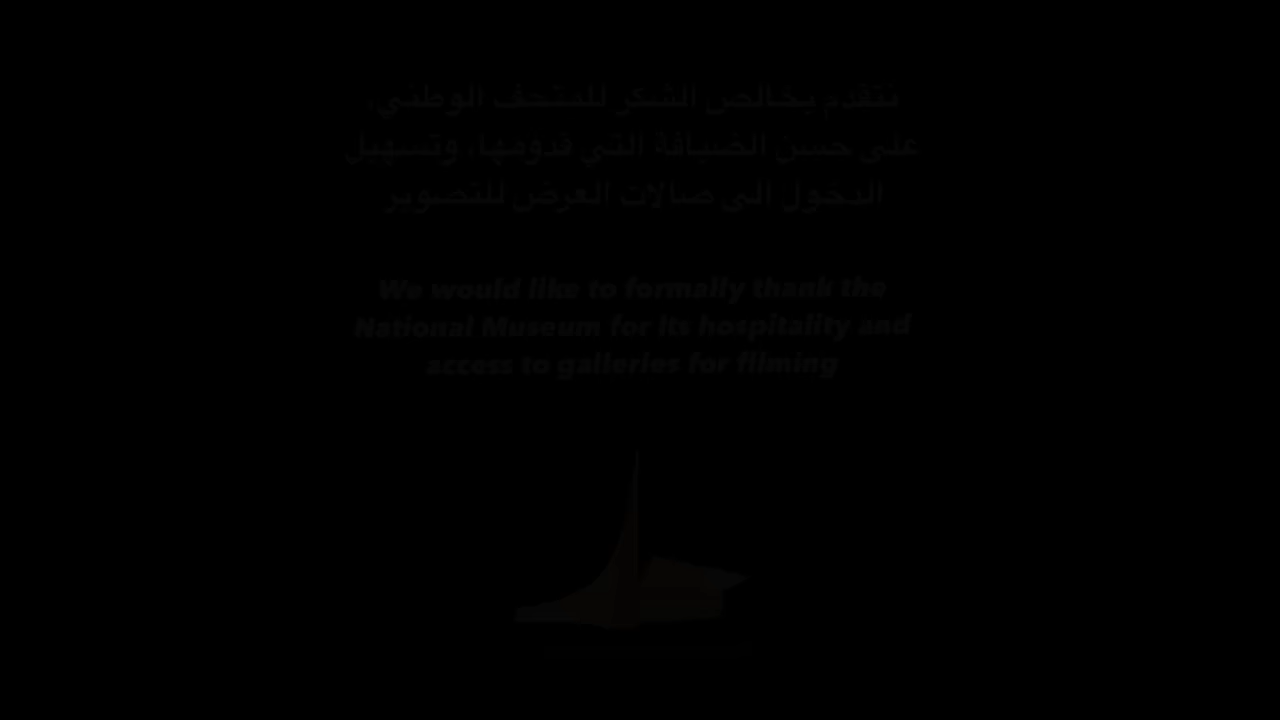 نتقدم بخالص الشكر للمتحف الوطني،
على حسن الضيافة التي قدومها، وتسهيل
الدخول الى صالات العرض للتصوير
We would like to formally thank the
National Museum for its hospitality and
access to galleries for filming